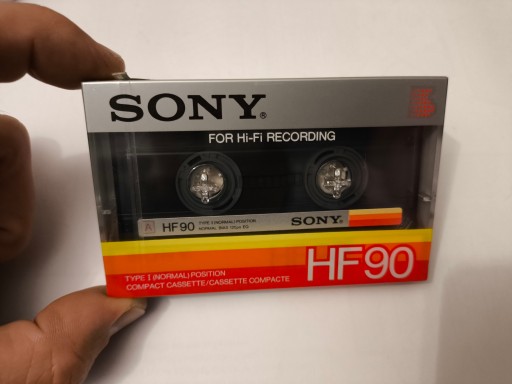 SONY®
FOR Hi-Fi RECORDING
A HF90 TYPE I (NORMAL) POSITION
NORMAL BIAS 120μs EQ
SONY
HF90
TYPE I (NORMAL) POSITION
COMPACT CASSETTE/CASSETTE COMPACTE